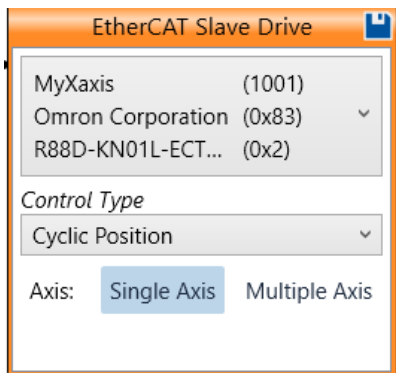 EtherCAT Slave Drive
MyXaxis (1001)
Omron Corporation (0x83)
R88D-KN01L-ECT... (0x2)
Control Type
Cyclic Position
Axis: Single Axis Multiple Axis